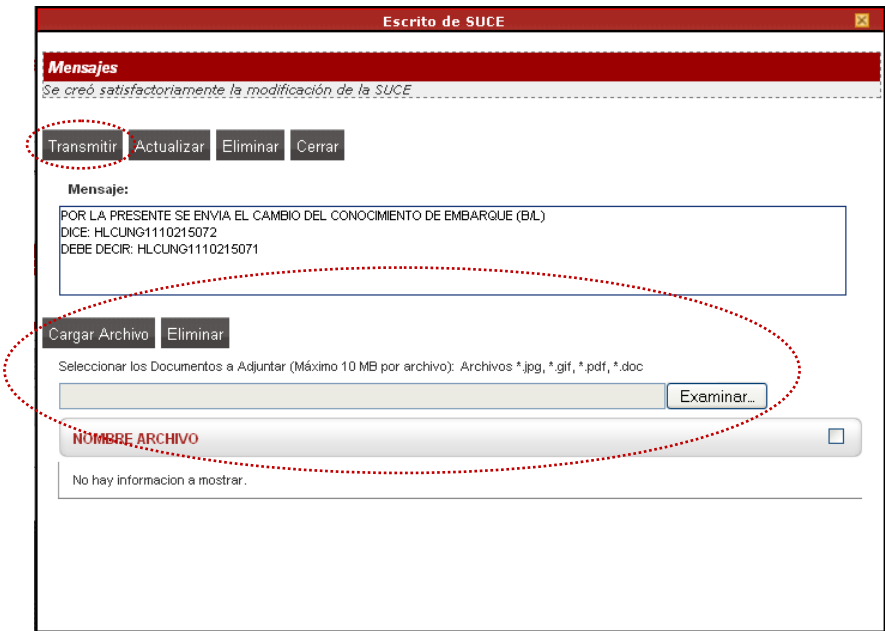 Escrito de SUCE
Mensajes
Se creó satisfactoriamente la modificación de la SUCE
Transmitir Actualizar Eliminar Cerrar
Mensaje:
POR LA PRESENTE SE ENVIA EL CAMBIO DEL CONOCIMIENTO DE EMBARQUE (B/L)
DICE: HLCUNG1110215072
DEBE DECIR: HLCUNG1110215071
Cargar Archivo Eliminar
Seleccionar los Documentos a Adjuntar (Máximo 10 MB por archivo): Archivos *.jpg, *.gif, *.pdf, *.doc
Examinar...
NOMBRE ARCHIVO
No hay informacion a mostrar.